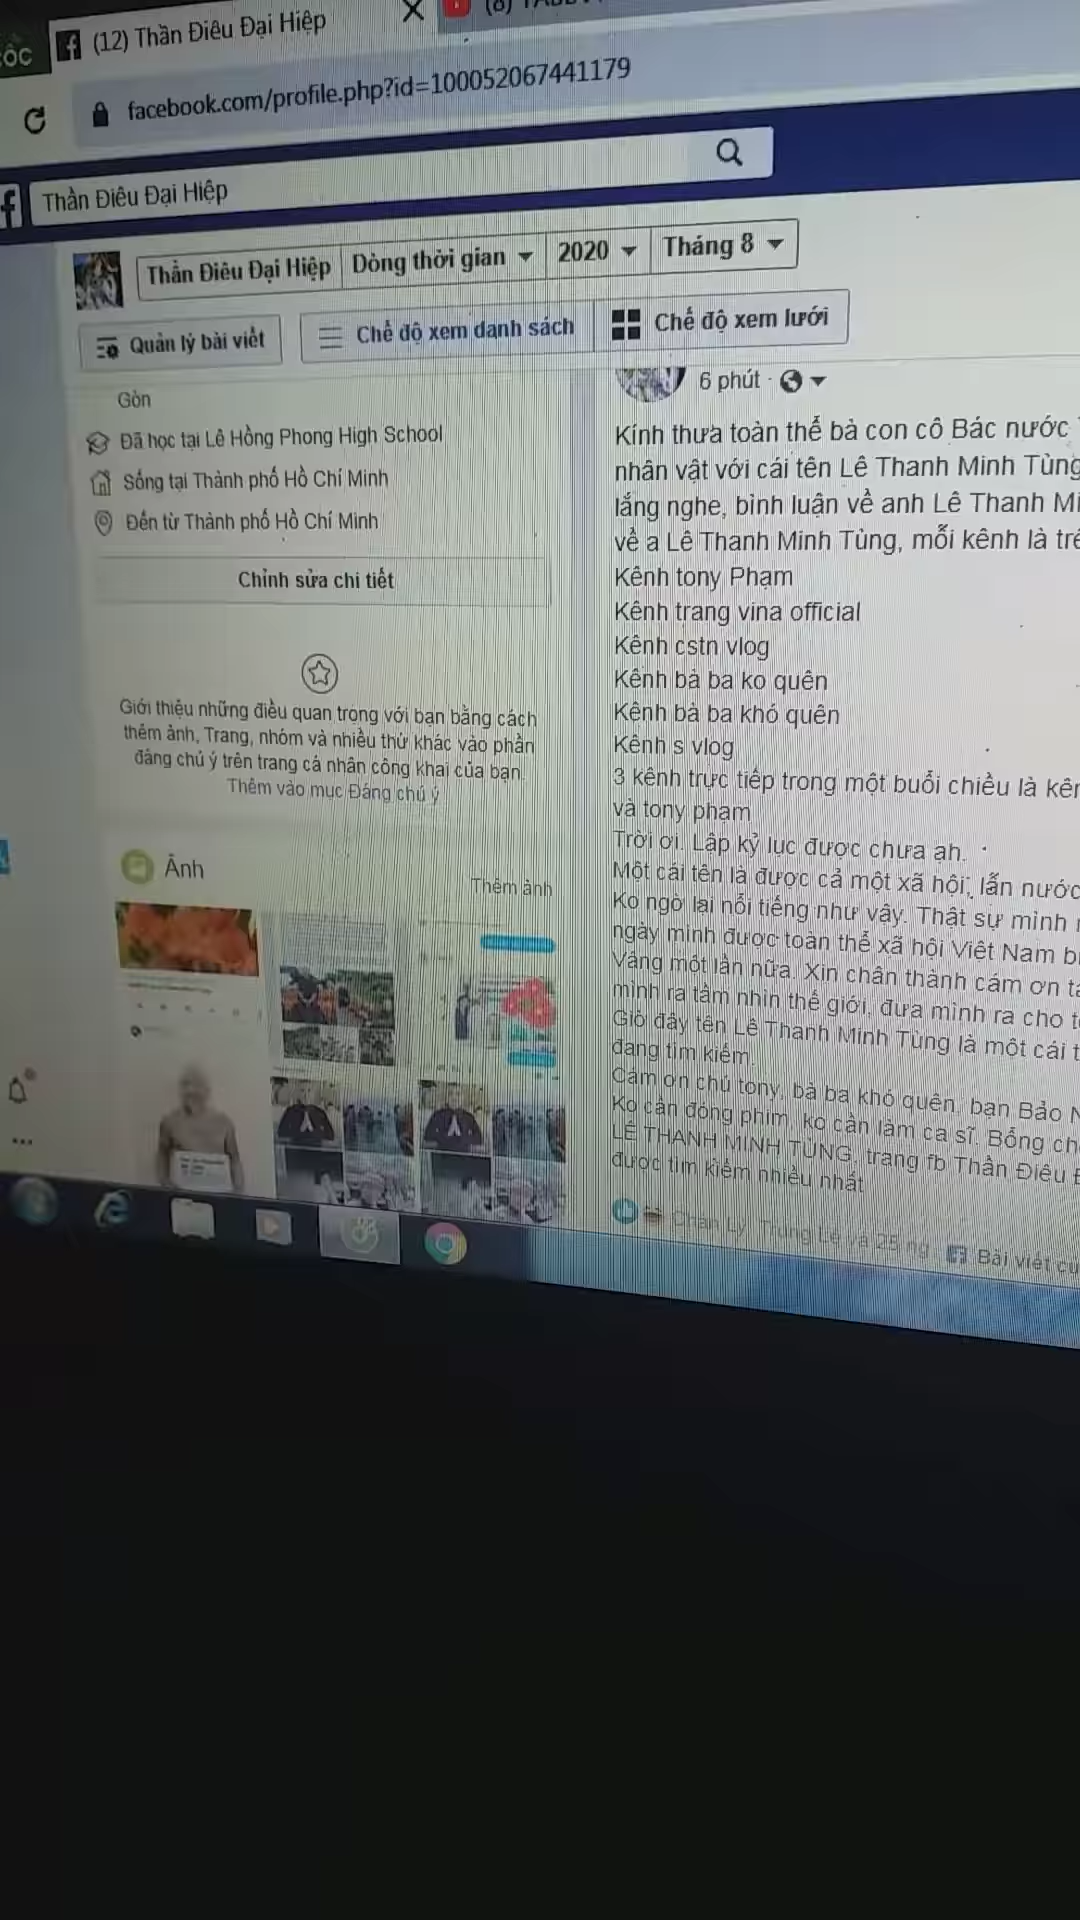 ỐC
(12) Thần Điêu Đại Hiệp
facebook.com/profile.php?id=100052067441179
Thần Điêu Đại Hiệp
Thần Điêu Đại Hiệp
Dòng thời gian
2020
Tháng 8
Quản lý bài viết
Chế độ xem danh sách
Chế độ xem lưới
Gòn
Đã học tại Lê Hồng Phong High School
Sống tại Thành phố Hồ Chí Minh
Đến từ Thành phố Hồ Chí Minh
Chỉnh sửa chi tiết
Giới thiệu những điều quan trọng với bạn bằng cách
thêm ảnh, Trang, nhóm và nhiều thứ khác vào phần
đáng chú ý trên trang cá nhân công khai của bạn.
Thêm vào mục Đáng chú ý
Ảnh
Thêm ảnh
6 phút
Kính thưa toàn thể bà con cô Bác nước
nhân vật với cái tên Lê Thanh Minh Tùng
lắng nghe, bình luận về anh Lê Thanh Mi
về a Lê Thanh Minh Tùng, mỗi kênh là
Kênh tony Phạm
Kênh trang vina official
Kênh cstn vlog
Kênh bà ba ko quên
Kênh bà ba khó quên
Kênh s vlog
3 kênh trực tiếp trong một buổi chiều là
và tony pham
Trời ơi. Lập kỷ lục được chưa ạh.
Một cái tên là được cả một xã hội, lẫn nước
Ko ngờ lại nổi tiếng như vậy. Thật sự mình
ngày mình được toàn thể xã hội Việt Nam
Vâng một lần nữa. Xin chân thành cám ơn
mình ra tầm nhìn thế giới, đưa mình ra cho
Giờ đây tên Lê Thanh Minh Tùng là một cái
đang tìm kiếm.
Cám ơn chú tony, bà ba khó quên, bạn Bảo
Ko cần đóng phim, ko cần làm ca sĩ. Bỗng
LÊ THANH MINH TÙNG, trang fb Thần Điêu
được tìm kiếm nhiều nhất
Chan Ly, Trung Lê và 25 ng
Bài viết